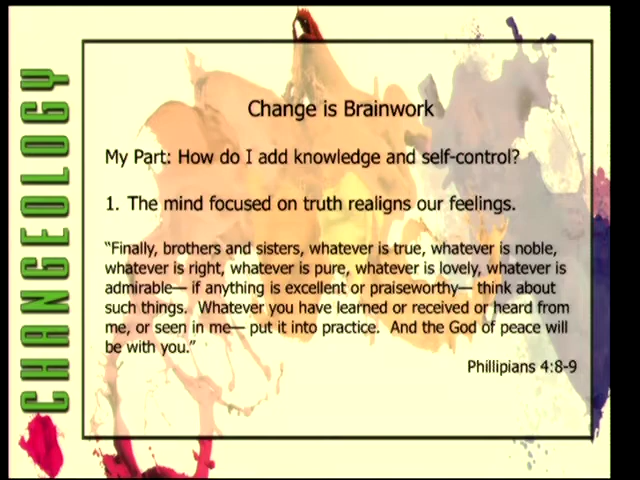 CHANGEOLOGY
Change is Brainwork
My Part: How do I add knowledge and self-control?
1. The mind focused on truth realigns our feelings.
“Finally, brothers and sisters, whatever is true, whatever is noble,
whatever is right, whatever is pure, whatever is lovely, whatever is
admirable— if anything is excellent or praiseworthy— think about
such things. Whatever you have learned or received or heard from
me, or seen in me— put it into practice. And the God of peace will
be with you.”
Phillipians 4:8-9